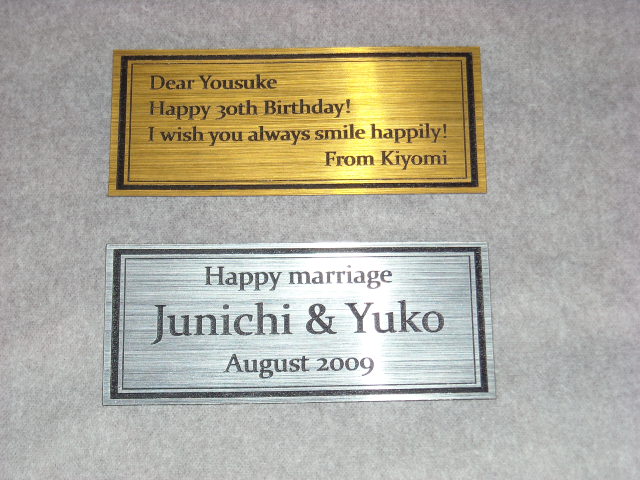 Dear Yousuke
Happy 30th Birthday!
I wish you always smile happily!
From Kiyomi
Happy marriage
Junichi & Yuko
August 2009